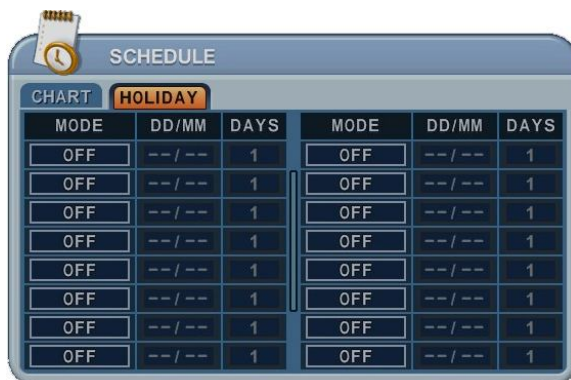 SCHEDULE
CHART HOLIDAY
MODE DD/MM DAYS MODE DD/MM DAYS
OFF --/-- 1 OFF --/-- 1
OFF --/-- 1 OFF --/-- 1
OFF --/-- 1 OFF --/-- 1
OFF --/-- 1 OFF --/-- 1
OFF --/-- 1 OFF --/-- 1
OFF --/-- 1 OFF --/-- 1
OFF --/-- 1 OFF --/-- 1
OFF --/-- 1 OFF --/-- 1